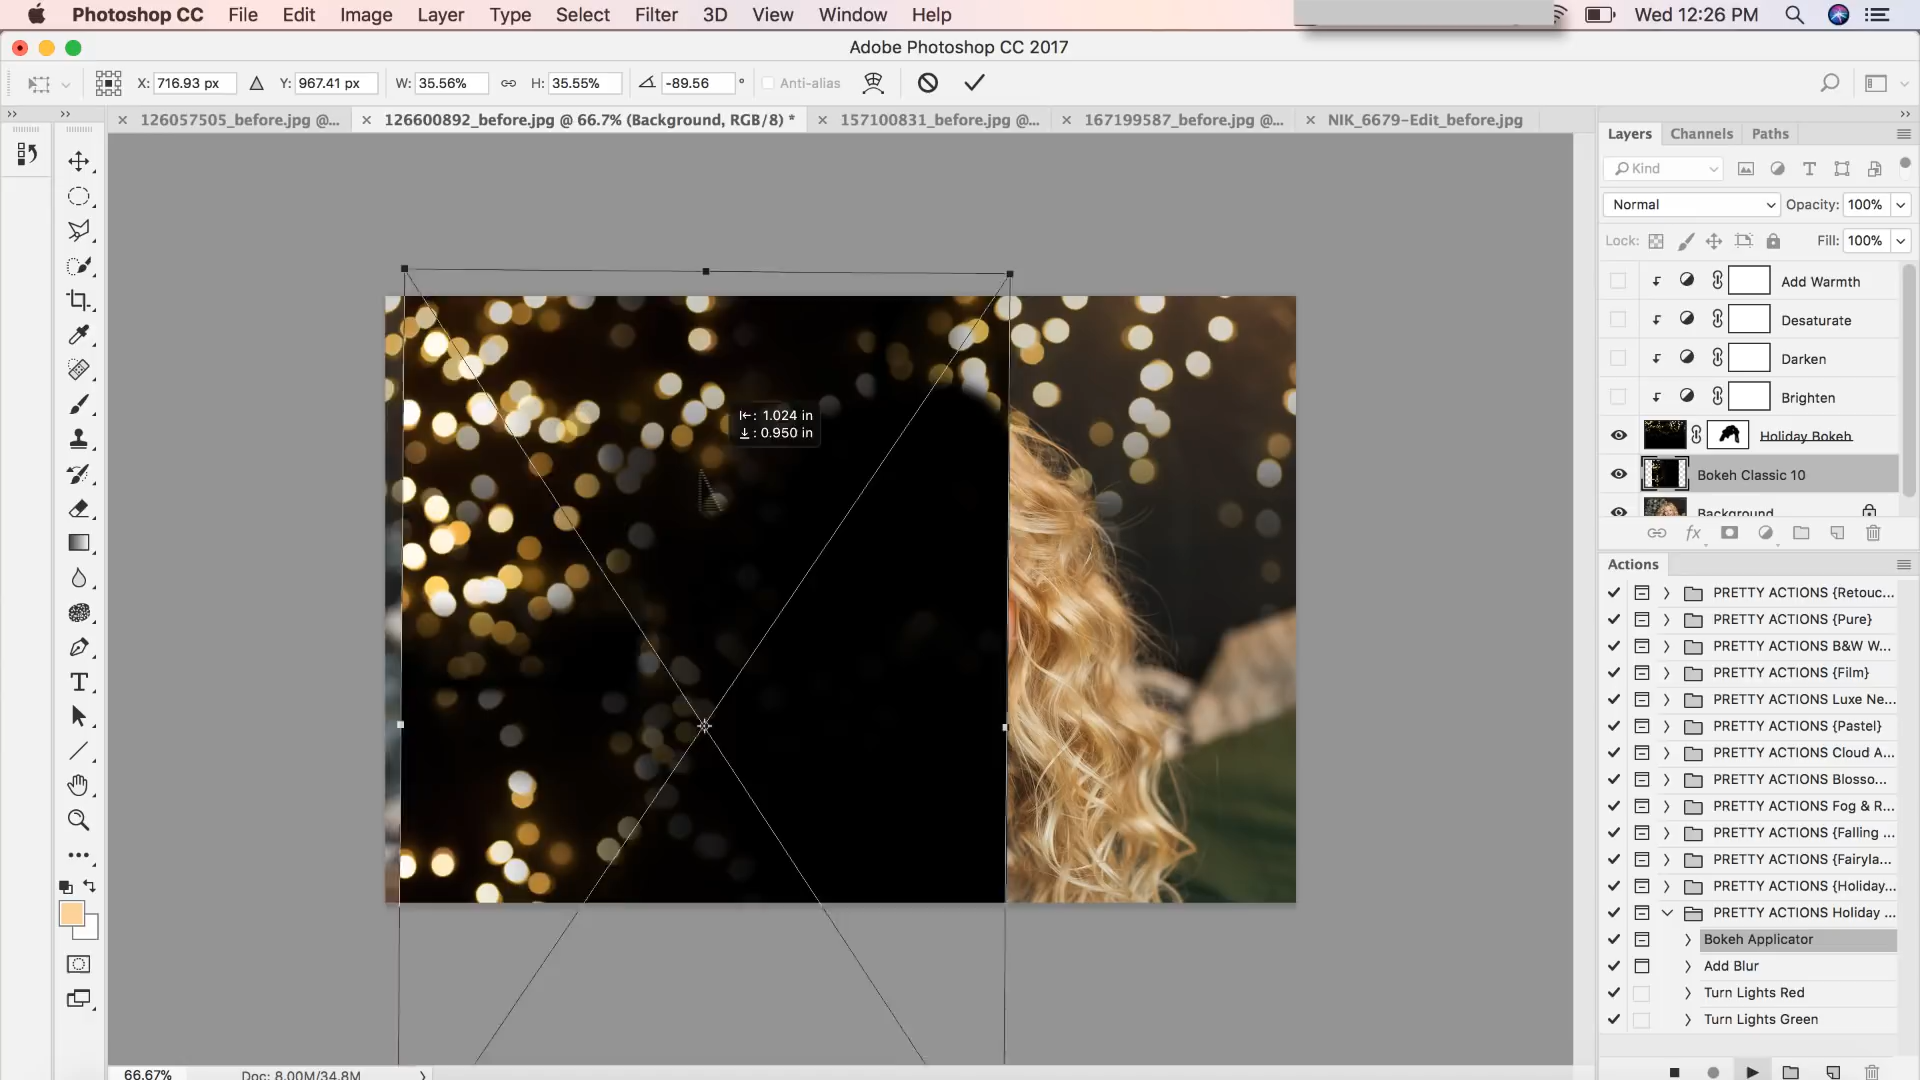 Photoshop CC File Edit Image Layer Type Select Filter 3D View Window Help Wed 12:26 PM
Adobe Photoshop CC 2017
X: 716.93 px Y: 967.41 px W: 35.56% H: 35.55% -89.56 ° Anti-alias
126057505_before.jpg @... 126600892_before.jpg @ 66.7% (Background, RGB/8) * 157100831_before.jpg @... 167199587_before.jpg @... NIK_6679-Edit_before.jpg
Layers Channels Paths
Kind
Normal Opacity: 100%
Lock: Fill: 100%
Add Warmth
Desaturate
Darken
Brighten
Holiday Bokeh
Bokeh Classic 10
Background
1.024 in
0.950 in
Actions
PRETTY ACTIONS {Retouc...
PRETTY ACTIONS {Pure}
PRETTY ACTIONS B&W W...
PRETTY ACTIONS {Film}
PRETTY ACTIONS Luxe Ne...
PRETTY ACTIONS {Pastel}
PRETTY ACTIONS Cloud A...
PRETTY ACTIONS Blosso...
PRETTY ACTIONS Fog & R...
PRETTY ACTIONS {Falling ...
PRETTY ACTIONS {Fairyla...
PRETTY ACTIONS {Holiday...
PRETTY ACTIONS Holiday ...
Bokeh Applicator
Add Blur
Turn Lights Red
Turn Lights Green
66.67% Doc: 8.00M/34.8M